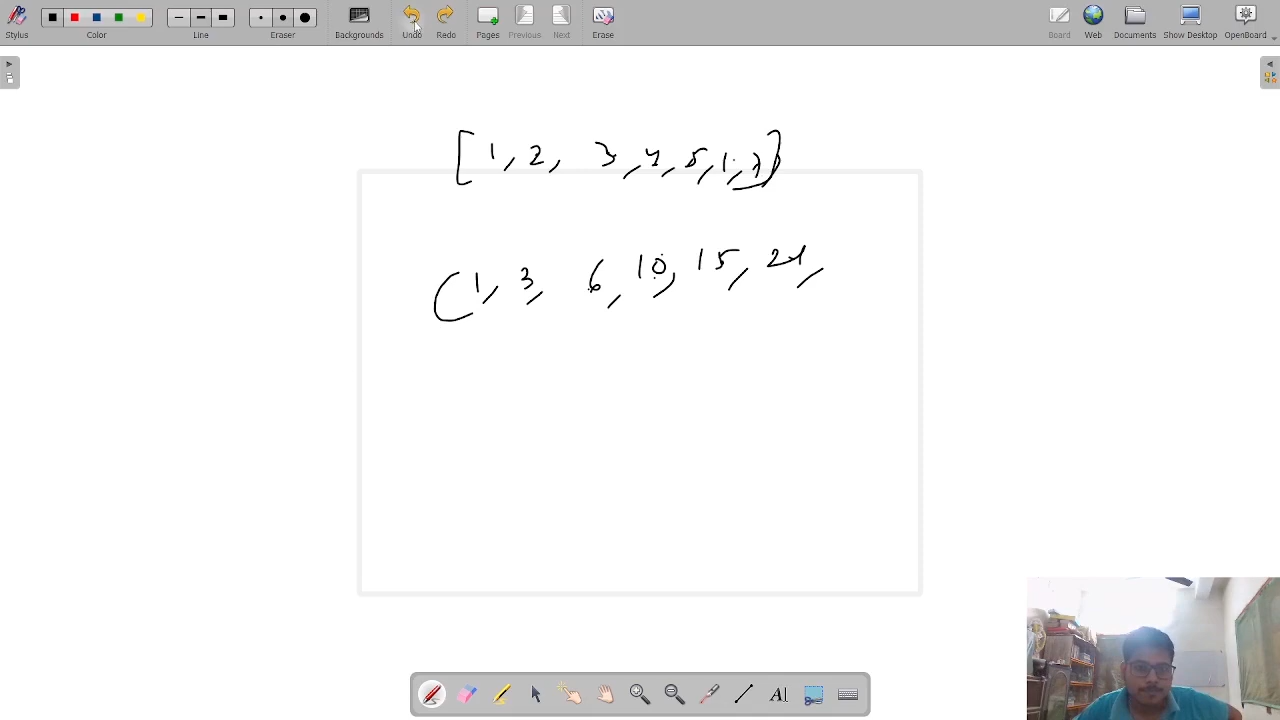 Stylus Color Line Eraser Backgrounds Undo Redo Pages Previous Next Erase Board Web Documents Show Desktop OpenBoard
[1, 2, 3, 4, 5, 1, 7]
(1, 3, 6, 10, 15, 21,